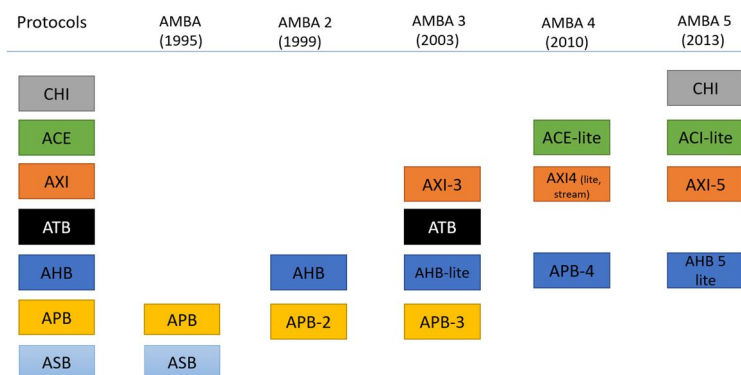 Protocols AMBA (1995) AMBA 2 (1999) AMBA 3 (2003) AMBA 4 (2010) AMBA 5 (2013)
CHI CHI
ACE ACE-lite ACI-lite
AXI AXI-3 AXI4 (lite, stream) AXI-5
ATB ATB
AHB AHB AHB-lite APB-4 AHB 5 lite
APB APB APB-2 APB-3
ASB ASB